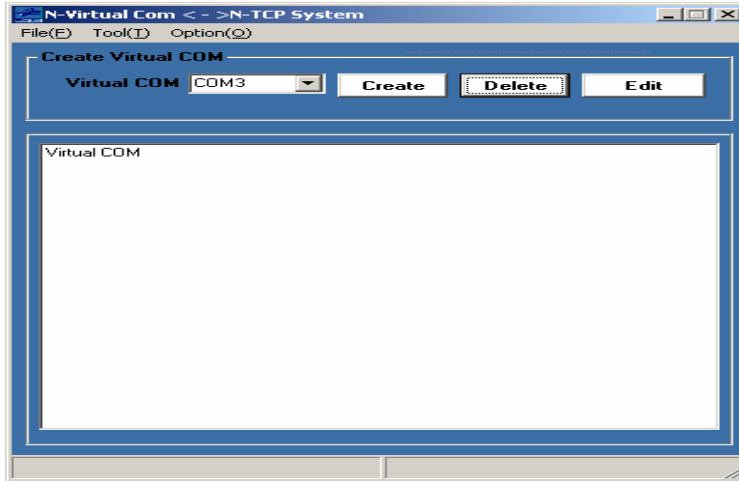 N-Virtual Com < - >N-TCP System
File(F) Tool(T) Option(O)
Create Virtual COM
Virtual COM COM3 Create Delete Edit
Virtual COM